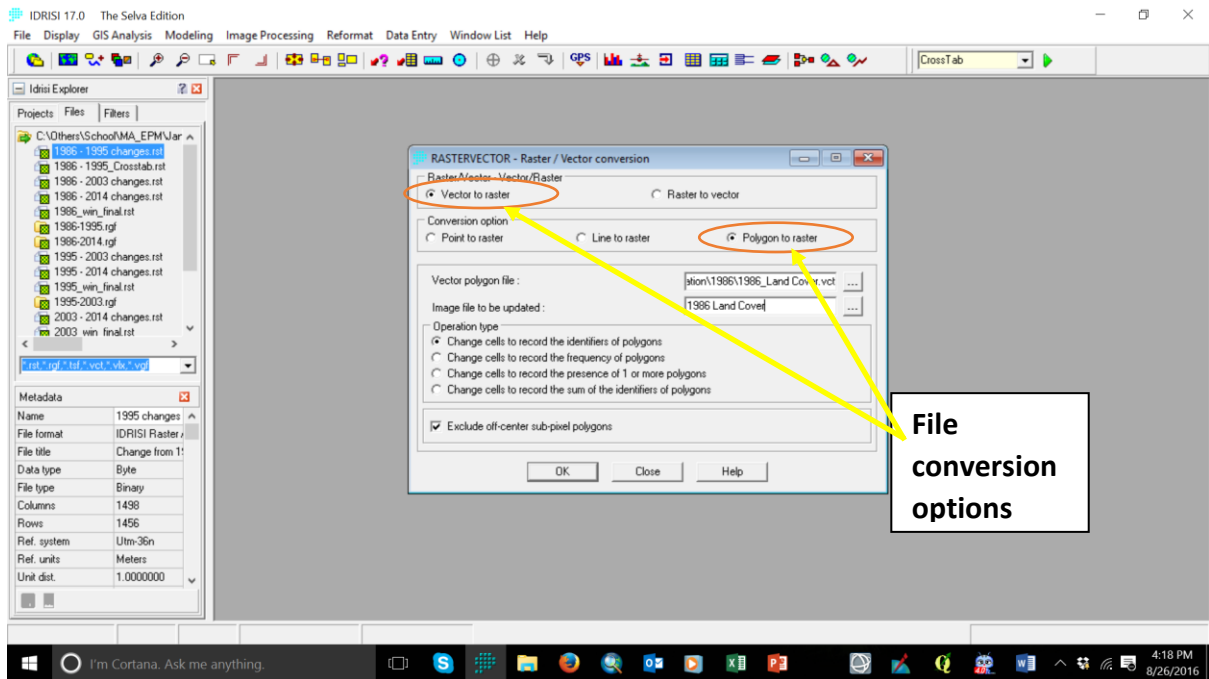 IDRISI 17.0 The Selva Edition
File Display GIS Analysis Modeling Image Processing Reformat Data Entry Window List Help
GPS
CrossTab
Idrisi Explorer
Projects Files Filters
C:\Others\School\MA_EPM\Jar
1986 - 1995 changes.rst
1986 - 1995_Crosstab.rst
1986 - 2003 changes.rst
1986 - 2014 changes.rst
1986_win_final.rst
1986-1995.rgf
1986-2014.rgf
1995 - 2003 changes.rst
1995 - 2014 changes.rst
1995_win_final.rst
1995-2003.rgf
2003 - 2014 changes.rst
2003 win final.rst
*.rst,*.rgf,*.tsf,*.vct,*.vlx,*.vgf
Metadata
Name 1995 changes
File format IDRISI Raster
File title Change from 1
Data type Byte
File type Binary
Columns 1498
Rows 1456
Ref. system Utm-36n
Ref. units Meters
Unit dist. 1.0000000
RASTERVECTOR - Raster / Vector conversion
Raster/Vector - Vector/Raster
Vector to raster Raster to vector
Conversion option
Point to raster Line to raster Polygon to raster
Vector polygon file : ation\1986\1986_Land Cover.vct ...
Image file to be updated : 1986 Land Cover ...
Operation type
Change cells to record the identifiers of polygons
Change cells to record the frequency of polygons
Change cells to record the presence of 1 or more polygons
Change cells to record the sum of the identifiers of polygons
Exclude off-center sub-pixel polygons
OK Close Help
File
conversion
options
I'm Cortana. Ask me anything.
4:18 PM
8/26/2016